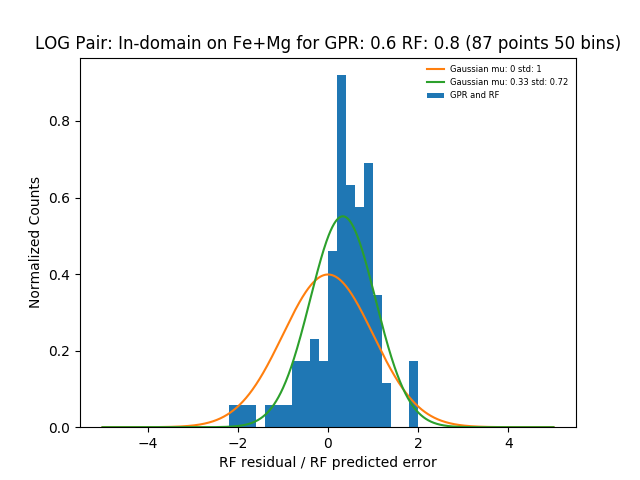 LOG Pair: In-domain on Fe+Mg for GPR: 0.6 RF: 0.8 (87 points 50 bins)
Gaussian mu: 0 std: 1
Gaussian mu: 0.33 std: 0.72
GPR and RF
Normalized Counts
0.8
0.6
0.4
0.2
0.0
−4 −2 0 2 4
RF residual / RF predicted error